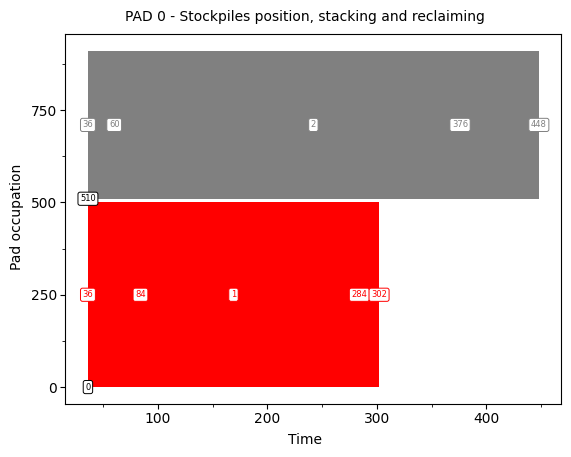 PAD 0 - Stockpiles position, stacking and reclaiming
Pad occupation
750
500
250
0
36 60 2 376 448
510
36 84 1 284 302
0
100 200 300 400
Time